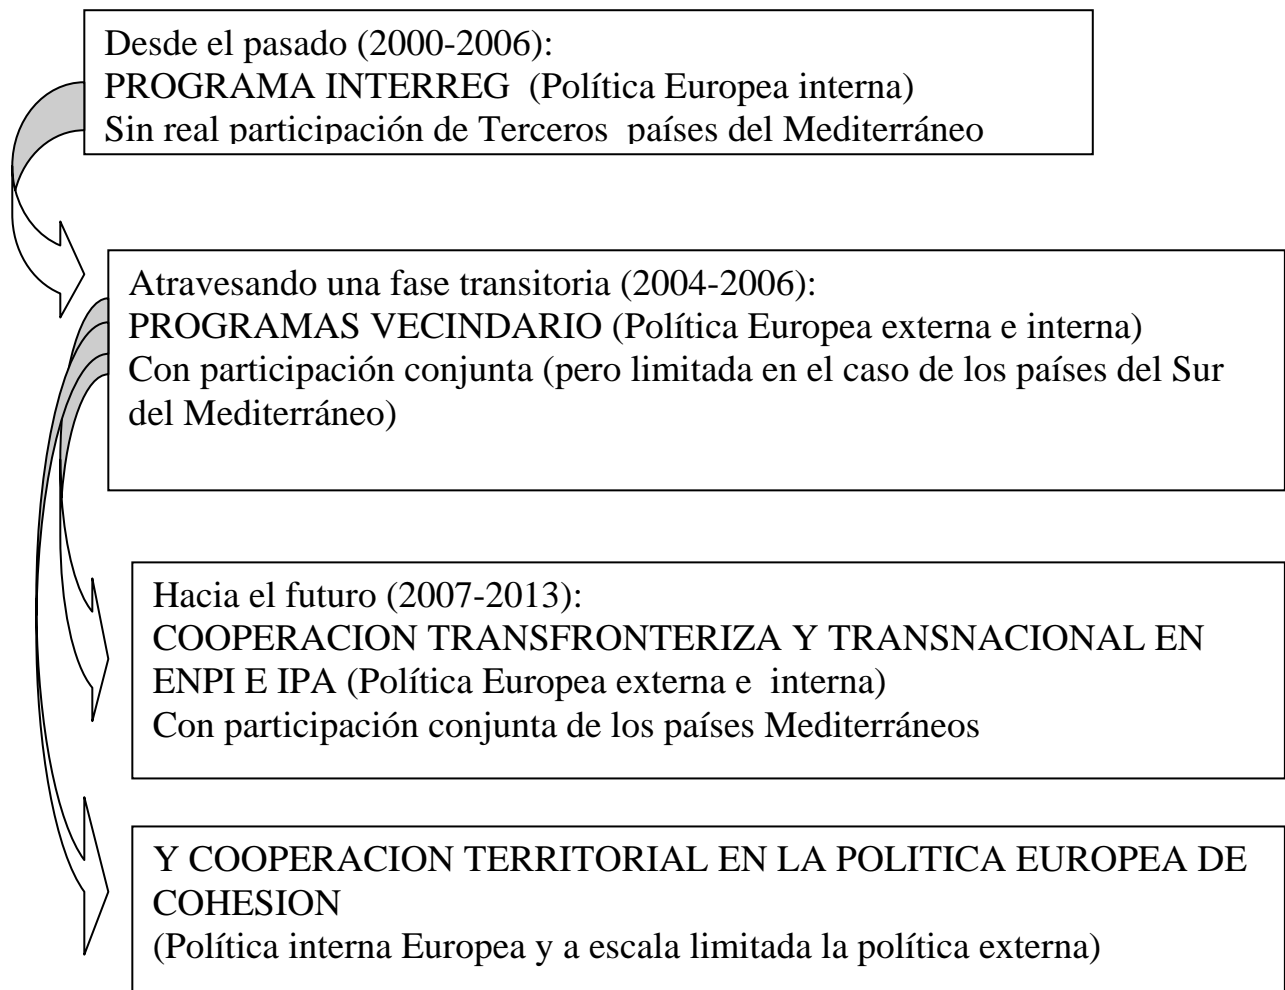 Desde el pasado (2000-2006):
PROGRAMA INTERREG (Política Europea interna)
Sin real participación de Terceros países del Mediterráneo
Atravesando una fase transitoria (2004-2006):
PROGRAMAS VECINDARIO (Política Europea externa e interna)
Con participación conjunta (pero limitada en el caso de los países del Sur
del Mediterráneo)
Hacia el futuro (2007-2013):
COOPERACION TRANSFRONTERIZA Y TRANSNACIONAL EN
ENPI E IPA (Política Europea externa e interna)
Con participación conjunta de los países Mediterráneos
Y COOPERACION TERRITORIAL EN LA POLITICA EUROPEA DE
COHESION
(Política interna Europea y a escala limitada la política externa)